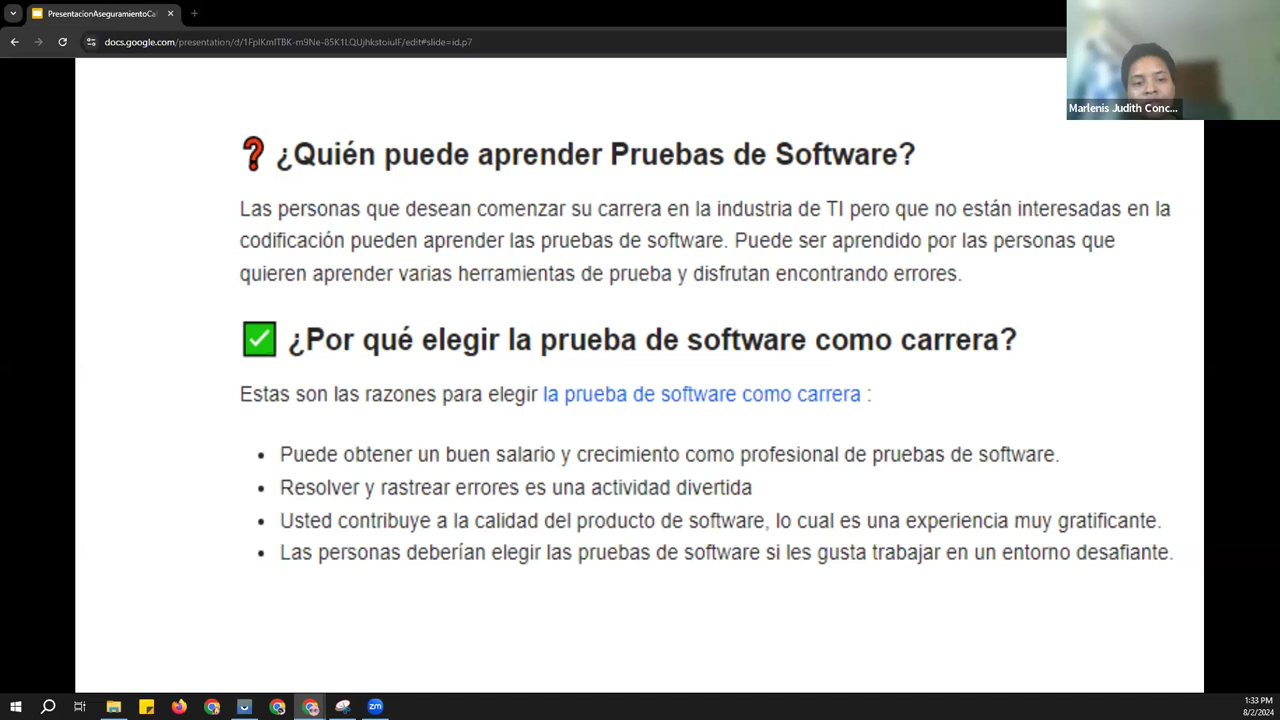 PresentacionAseguramientoCal
docs.google.com/presentation/d/1FpIKmITBK-m9Ne-85K1LQUjhkstoiuIF/edit#slide=id.p7
Marlenis Judith Conc...
❓ ¿Quién puede aprender Pruebas de Software?
Las personas que desean comenzar su carrera en la industria de TI pero que no están interesadas en la
codificación pueden aprender las pruebas de software. Puede ser aprendido por las personas que
quieren aprender varias herramientas de prueba y disfrutan encontrando errores.
✅ ¿Por qué elegir la prueba de software como carrera?
Estas son las razones para elegir la prueba de software como carrera :
• Puede obtener un buen salario y crecimiento como profesional de pruebas de software.
• Resolver y rastrear errores es una actividad divertida
• Usted contribuye a la calidad del producto de software, lo cual es una experiencia muy gratificante.
• Las personas deberían elegir las pruebas de software si les gusta trabajar en un entorno desafiante.
zm
1:33 PM
8/2/2024